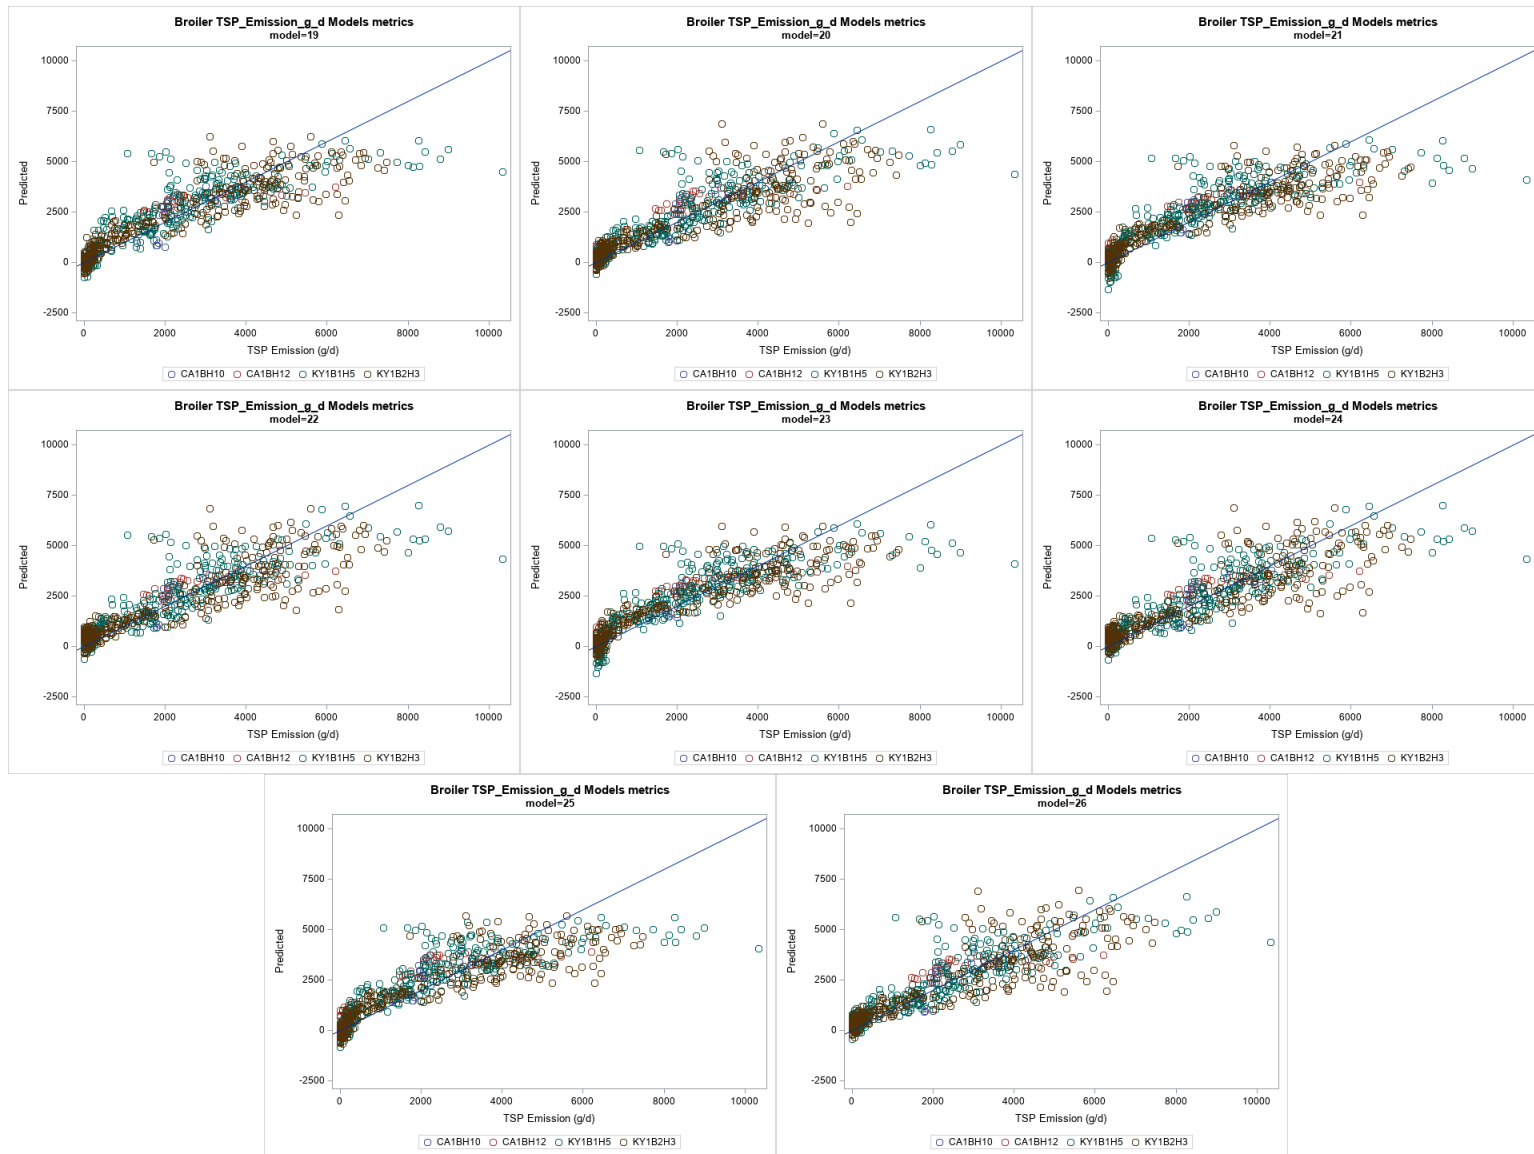 Broiler TSP_Emission_g_d Models metrics
model=19
10000
7500
5000
2500
0
-2500
Predicted
0 2000 4000 6000 8000 10000
TSP Emission (g/d)
CA1BH10 CA1BH12 KY1B1H5 KY1B2H3
Broiler TSP_Emission_g_d Models metrics
model=20
10000
7500
5000
2500
0
-2500
Predicted
0 2000 4000 6000 8000 10000
TSP Emission (g/d)
CA1BH10 CA1BH12 KY1B1H5 KY1B2H3
Broiler TSP_Emission_g_d Models metrics
model=21
10000
7500
5000
2500
0
-2500
Predicted
0 2000 4000 6000 8000 10000
TSP Emission (g/d)
CA1BH10 CA1BH12 KY1B1H5 KY1B2H3
Broiler TSP_Emission_g_d Models metrics
model=22
10000
7500
5000
2500
0
-2500
Predicted
0 2000 4000 6000 8000 10000
TSP Emission (g/d)
CA1BH10 CA1BH12 KY1B1H5 KY1B2H3
Broiler TSP_Emission_g_d Models metrics
model=23
10000
7500
5000
2500
0
-2500
Predicted
0 2000 4000 6000 8000 10000
TSP Emission (g/d)
CA1BH10 CA1BH12 KY1B1H5 KY1B2H3
Broiler TSP_Emission_g_d Models metrics
model=24
10000
7500
5000
2500
0
-2500
Predicted
0 2000 4000 6000 8000 10000
TSP Emission (g/d)
CA1BH10 CA1BH12 KY1B1H5 KY1B2H3
Broiler TSP_Emission_g_d Models metrics
model=25
10000
7500
5000
2500
0
-2500
Predicted
0 2000 4000 6000 8000 10000
TSP Emission (g/d)
CA1BH10 CA1BH12 KY1B1H5 KY1B2H3
Broiler TSP_Emission_g_d Models metrics
model=26
10000
7500
5000
2500
0
-2500
Predicted
0 2000 4000 6000 8000 10000
TSP Emission (g/d)
CA1BH10 CA1BH12 KY1B1H5 KY1B2H3